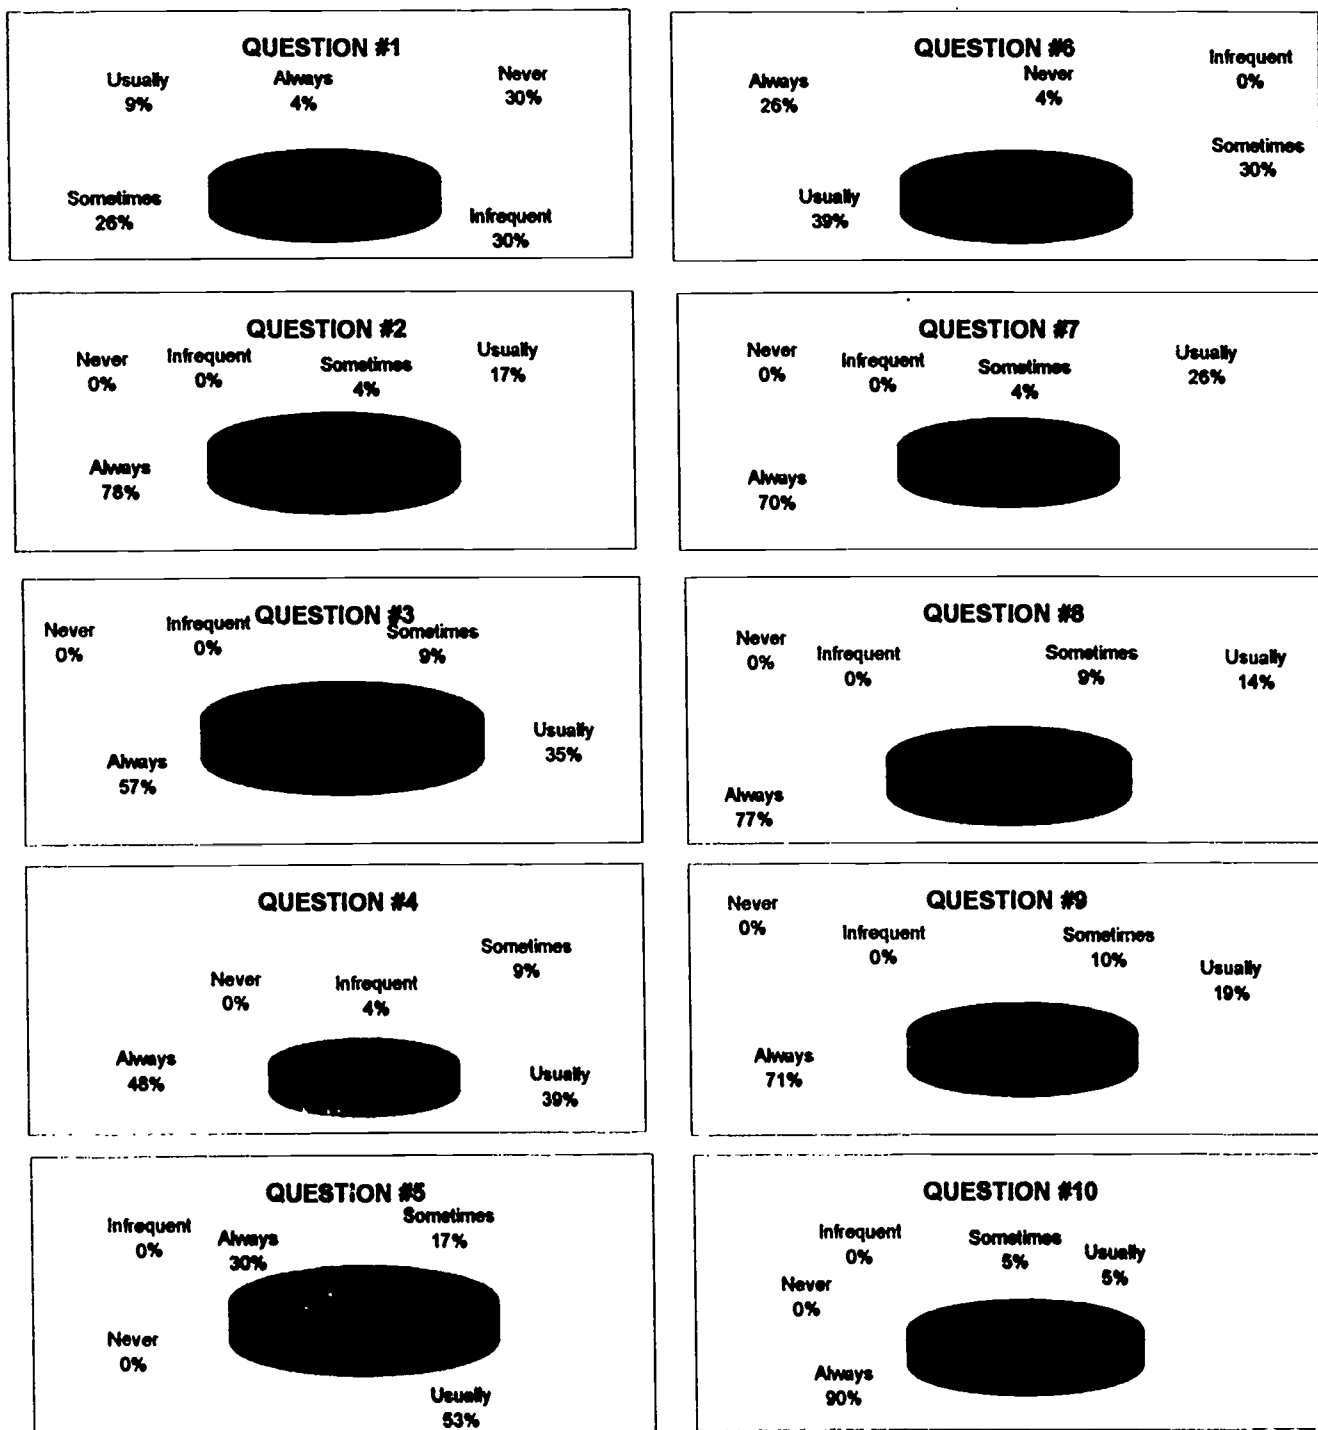 QUESTION #1
Usually
9%
Always
4%
Never
30%
Sometimes
26%
Infrequent
30%
QUESTION #2
Never
0%
Infrequent
0%
Sometimes
4%
Usually
17%
Always
78%
QUESTION #3
Never
0%
Infrequent
0%
Sometimes
9%
Usually
35%
Always
57%
QUESTION #4
Never
0%
Infrequent
4%
Sometimes
9%
Always
48%
Usually
39%
QUESTION #5
Infrequent
0%
Always
30%
Sometimes
17%
Never
0%
Usually
53%
QUESTION #6
Always
26%
Never
4%
Infrequent
0%
Sometimes
30%
Usually
39%
QUESTION #7
Never
0%
Infrequent
0%
Sometimes
4%
Usually
26%
Always
70%
QUESTION #8
Never
0%
Infrequent
0%
Sometimes
9%
Usually
14%
Always
77%
QUESTION #9
Never
0%
Infrequent
0%
Sometimes
10%
Usually
19%
Always
71%
QUESTION #10
Infrequent
0%
Sometimes
5%
Usually
5%
Never
0%
Always
90%